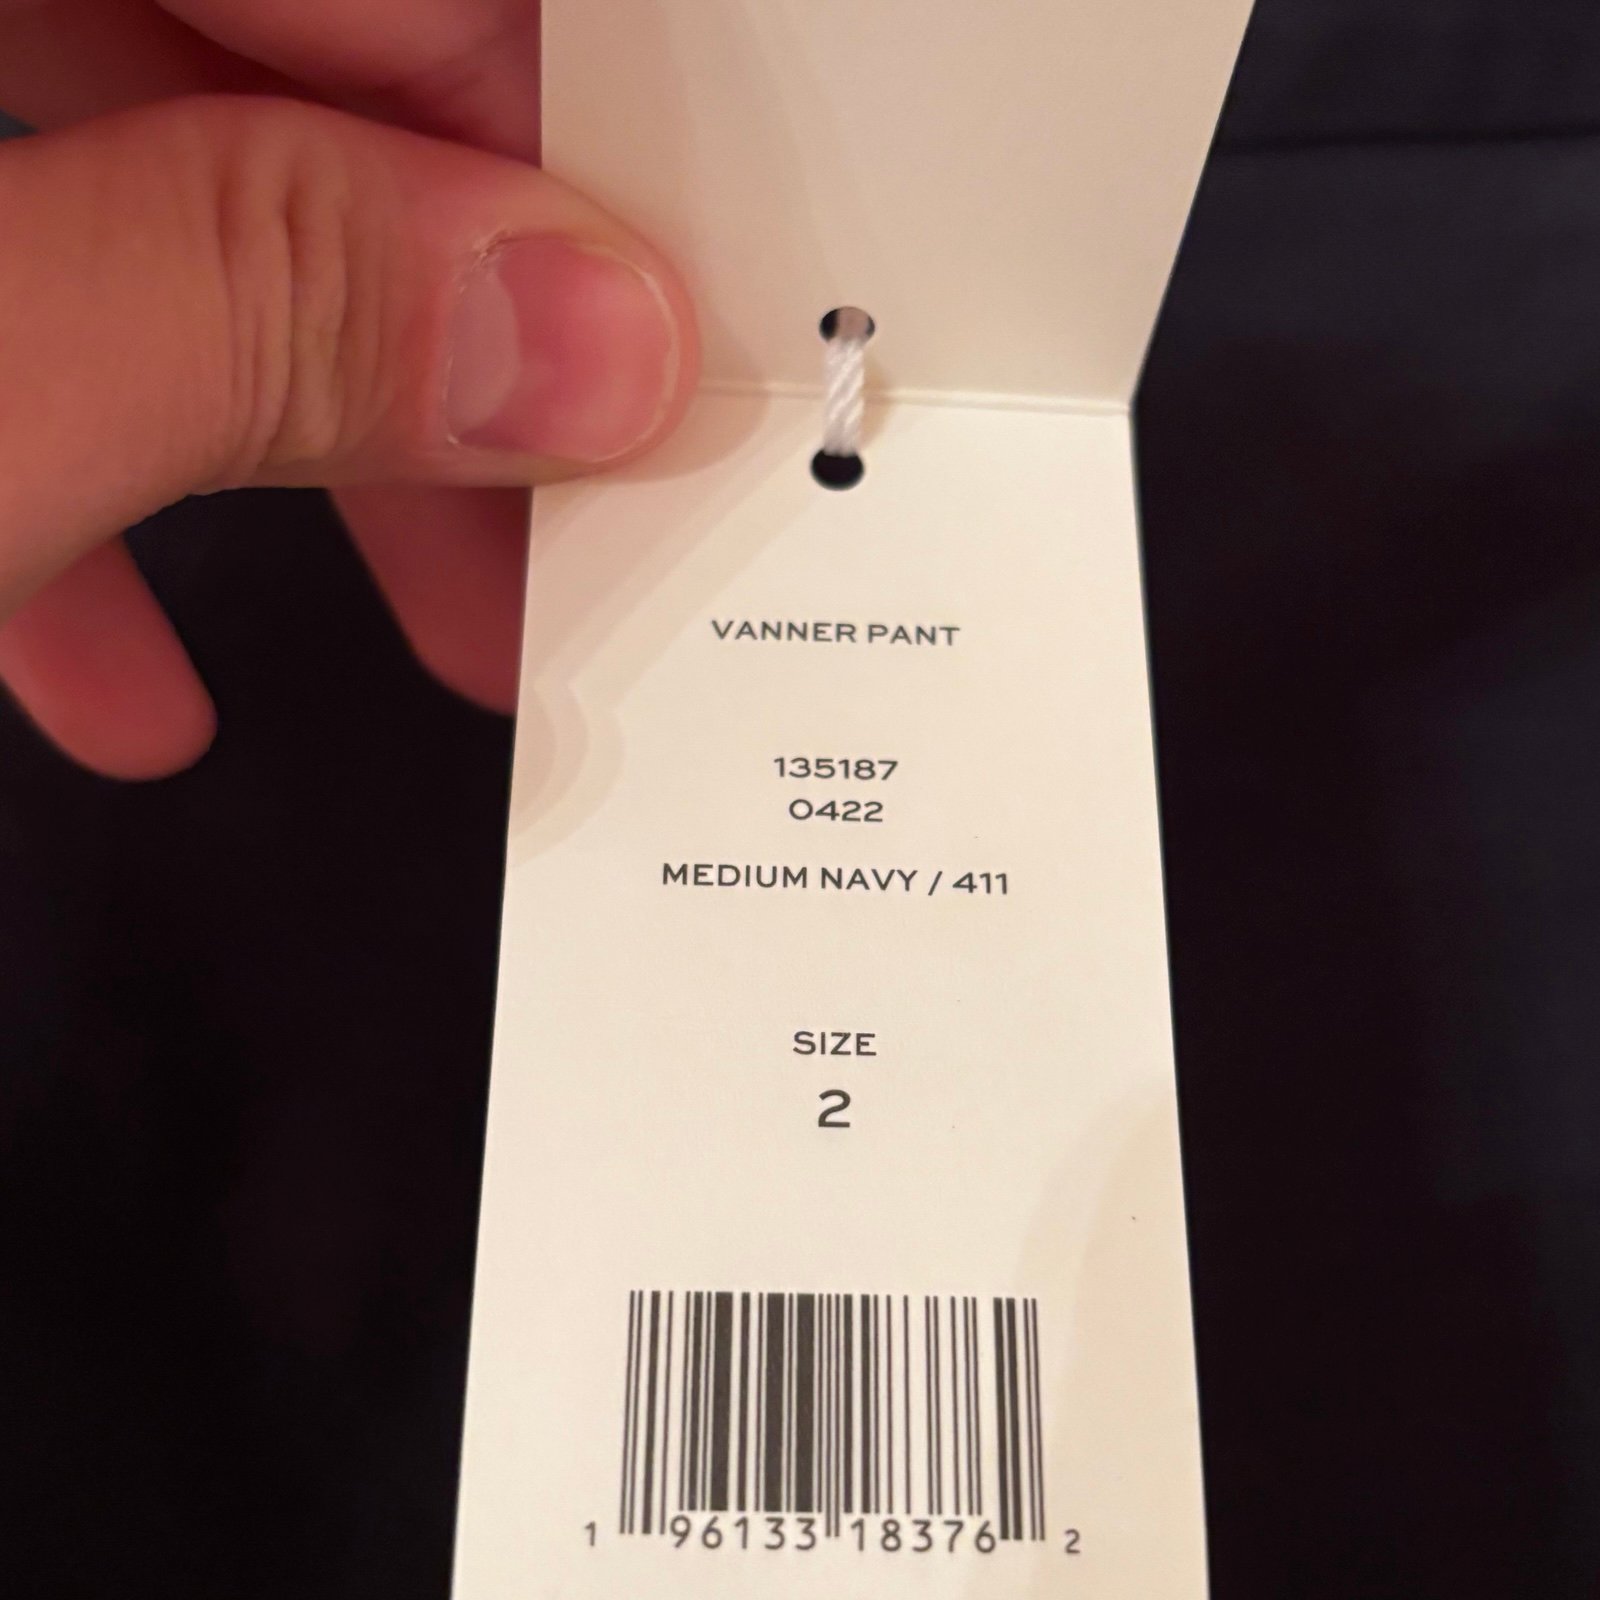 VANNER PANT
135187
0422
MEDIUM NAVY / 411
SIZE
2
1 96133 18376 2